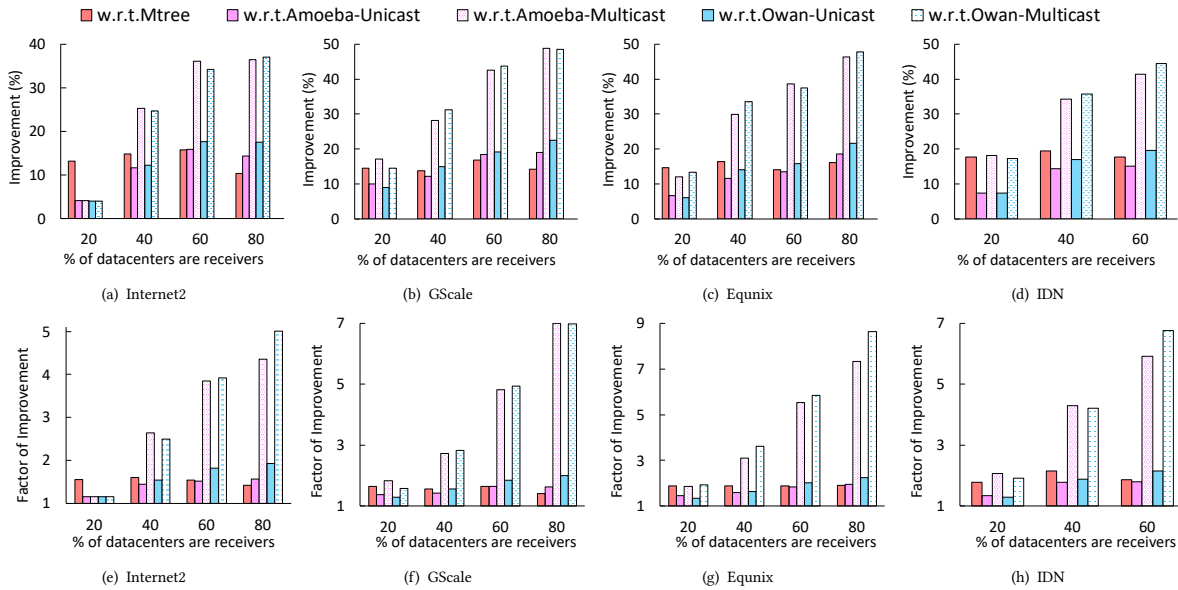 w.r.t.Mtree w.r.t.Amoeba-Unicast w.r.t.Amoeba-Multicast w.r.t.Owan-Unicast w.r.t.Owan-Multicast
Improvement (%)
40
30
20
10
0
20 40 60 80
% of datacenters are receivers
(a) Internet2
Improvement (%)
50
40
30
20
10
0
20 40 60 80
% of datacenters are receivers
(b) GScale
Improvement (%)
50
40
30
20
10
0
20 40 60 80
% of datacenters are receivers
(c) Equnix
Improvement (%)
50
40
30
20
10
0
20 40 60
% of datacenters are receivers
(d) IDN
Factor of Improvement
5
4
3
2
1
20 40 60 80
% of datacenters are receivers
(e) Internet2
Factor of Improvement
7
5
3
1
20 40 60 80
% of datacenters are receivers
(f) GScale
Factor of Improvement
9
7
5
3
1
20 40 60 80
% of datacenters are receivers
(g) Equnix
Factor of Improvement
7
5
3
1
20 40 60
% of datacenters are receivers
(h) IDN